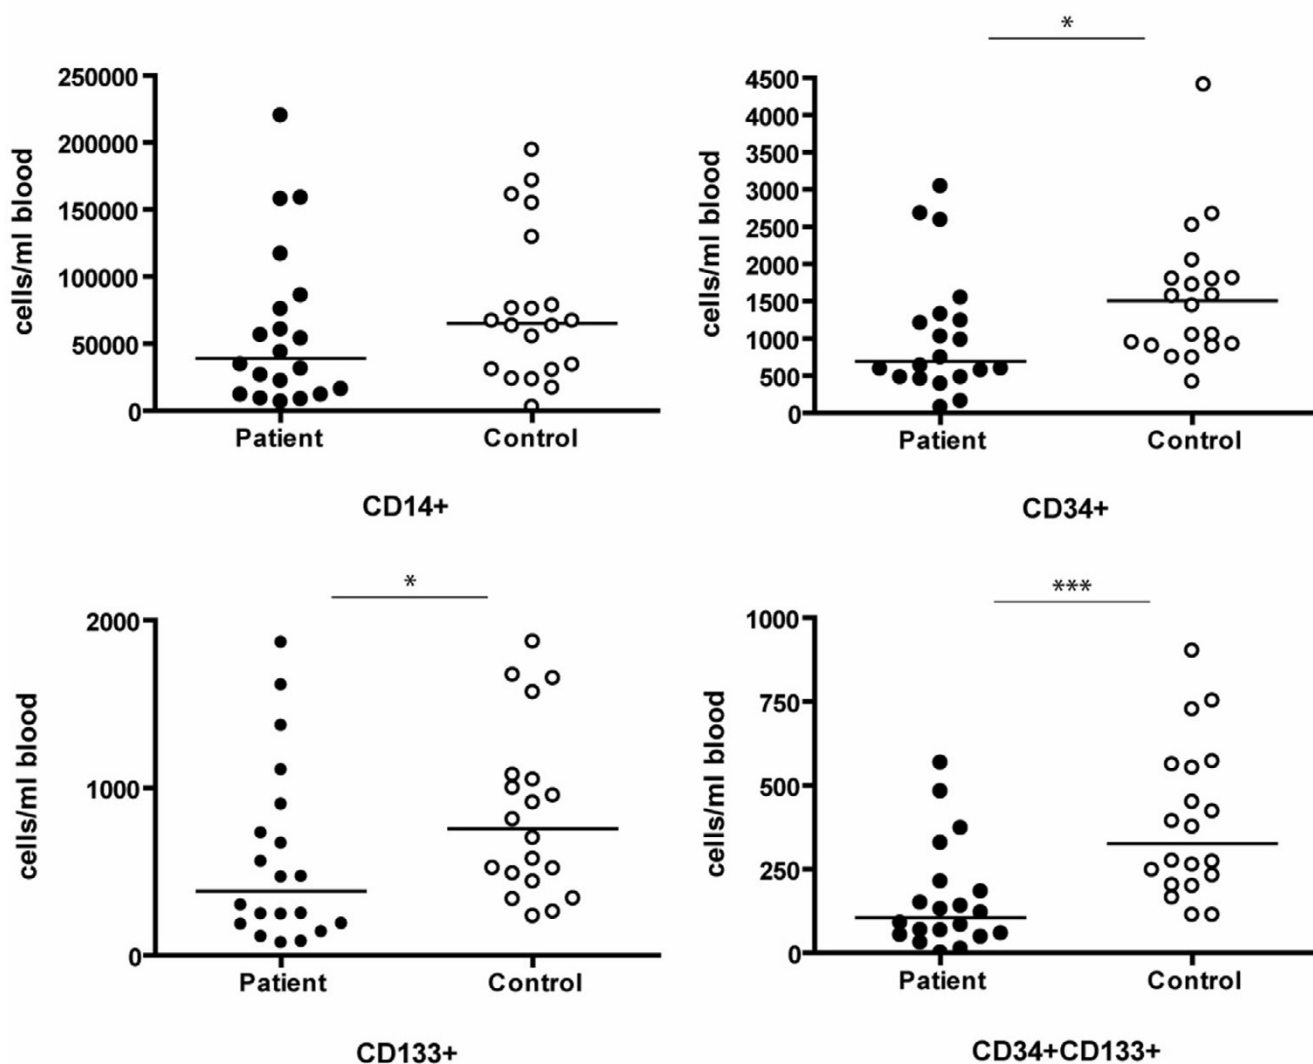 cells/ml blood
250000
200000
150000
100000
50000
0
Patient
Control
CD14+
*
cells/ml blood
4500
4000
3500
3000
2500
2000
1500
1000
500
0
Patient
Control
CD34+
*
cells/ml blood
2000
1000
0
Patient
Control
CD133+
***
cells/ml blood
1000
750
500
250
0
Patient
Control
CD34+CD133+